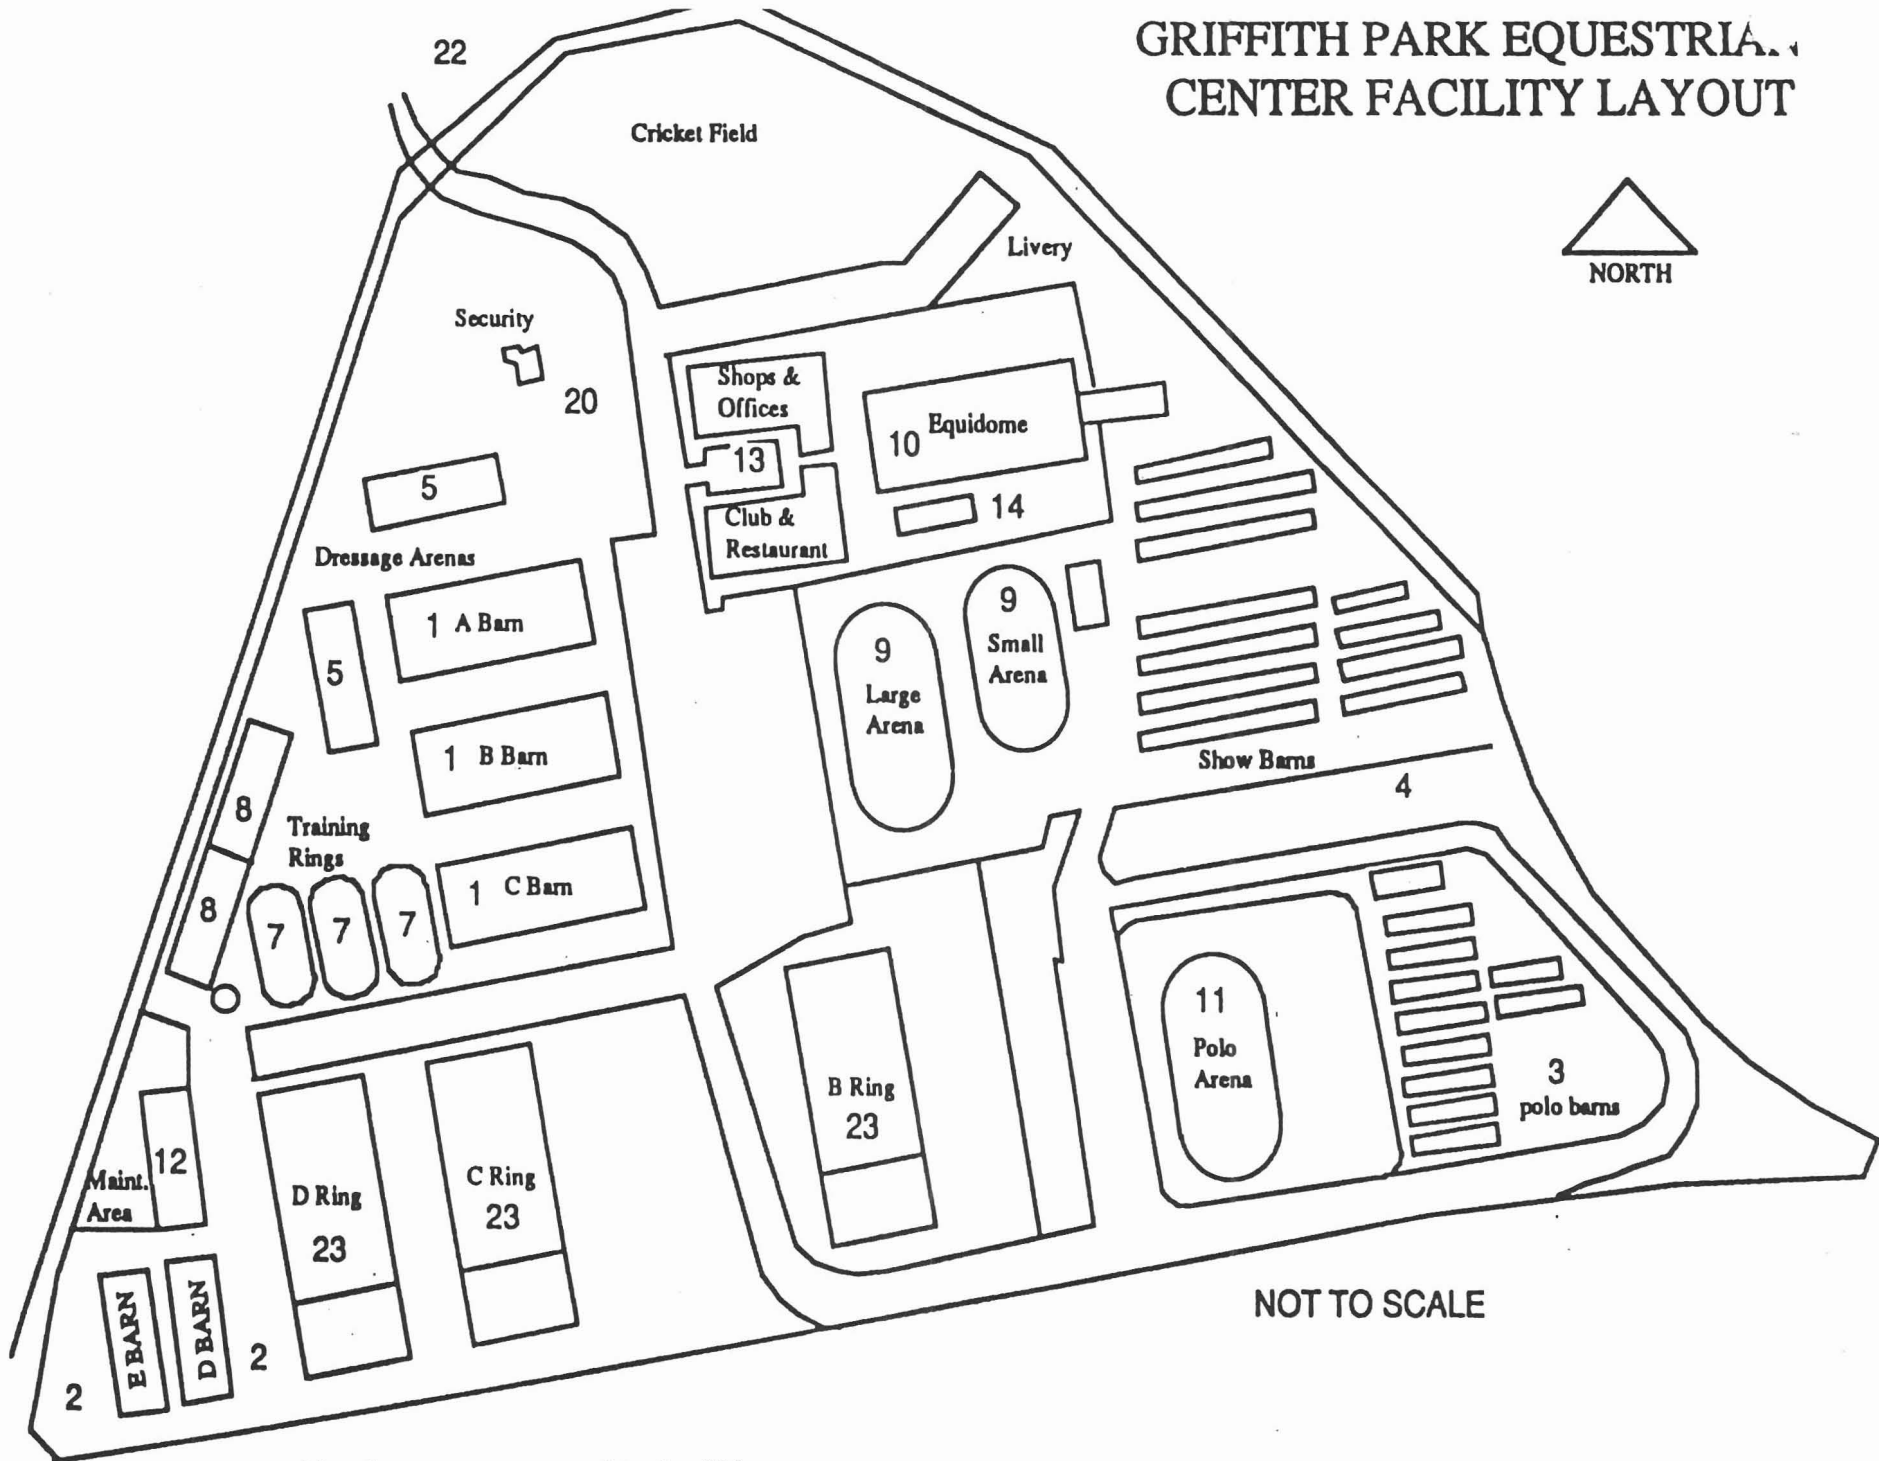 GRIFFITH PARK EQUESTRIA
CENTER FACILITY LAYOUT
NORTH
22
Cricket Field
Livery
Security
20
Shops &
Offices
13
Club &
Restaurant
10 Equidome
14
5
Dressage Arenas
1 A Barn
5
1 B Barn
8
Training
Rings
8
7
7
7
1 C Barn
9
Large
Arena
9
Small
Arena
Show Barns
4
11
Polo
Arena
3
polo barns
B Ring
23
C Ring
23
D Ring
23
12
Maint.
Area
E BARN
D BARN
2
2
NOT TO SCALE